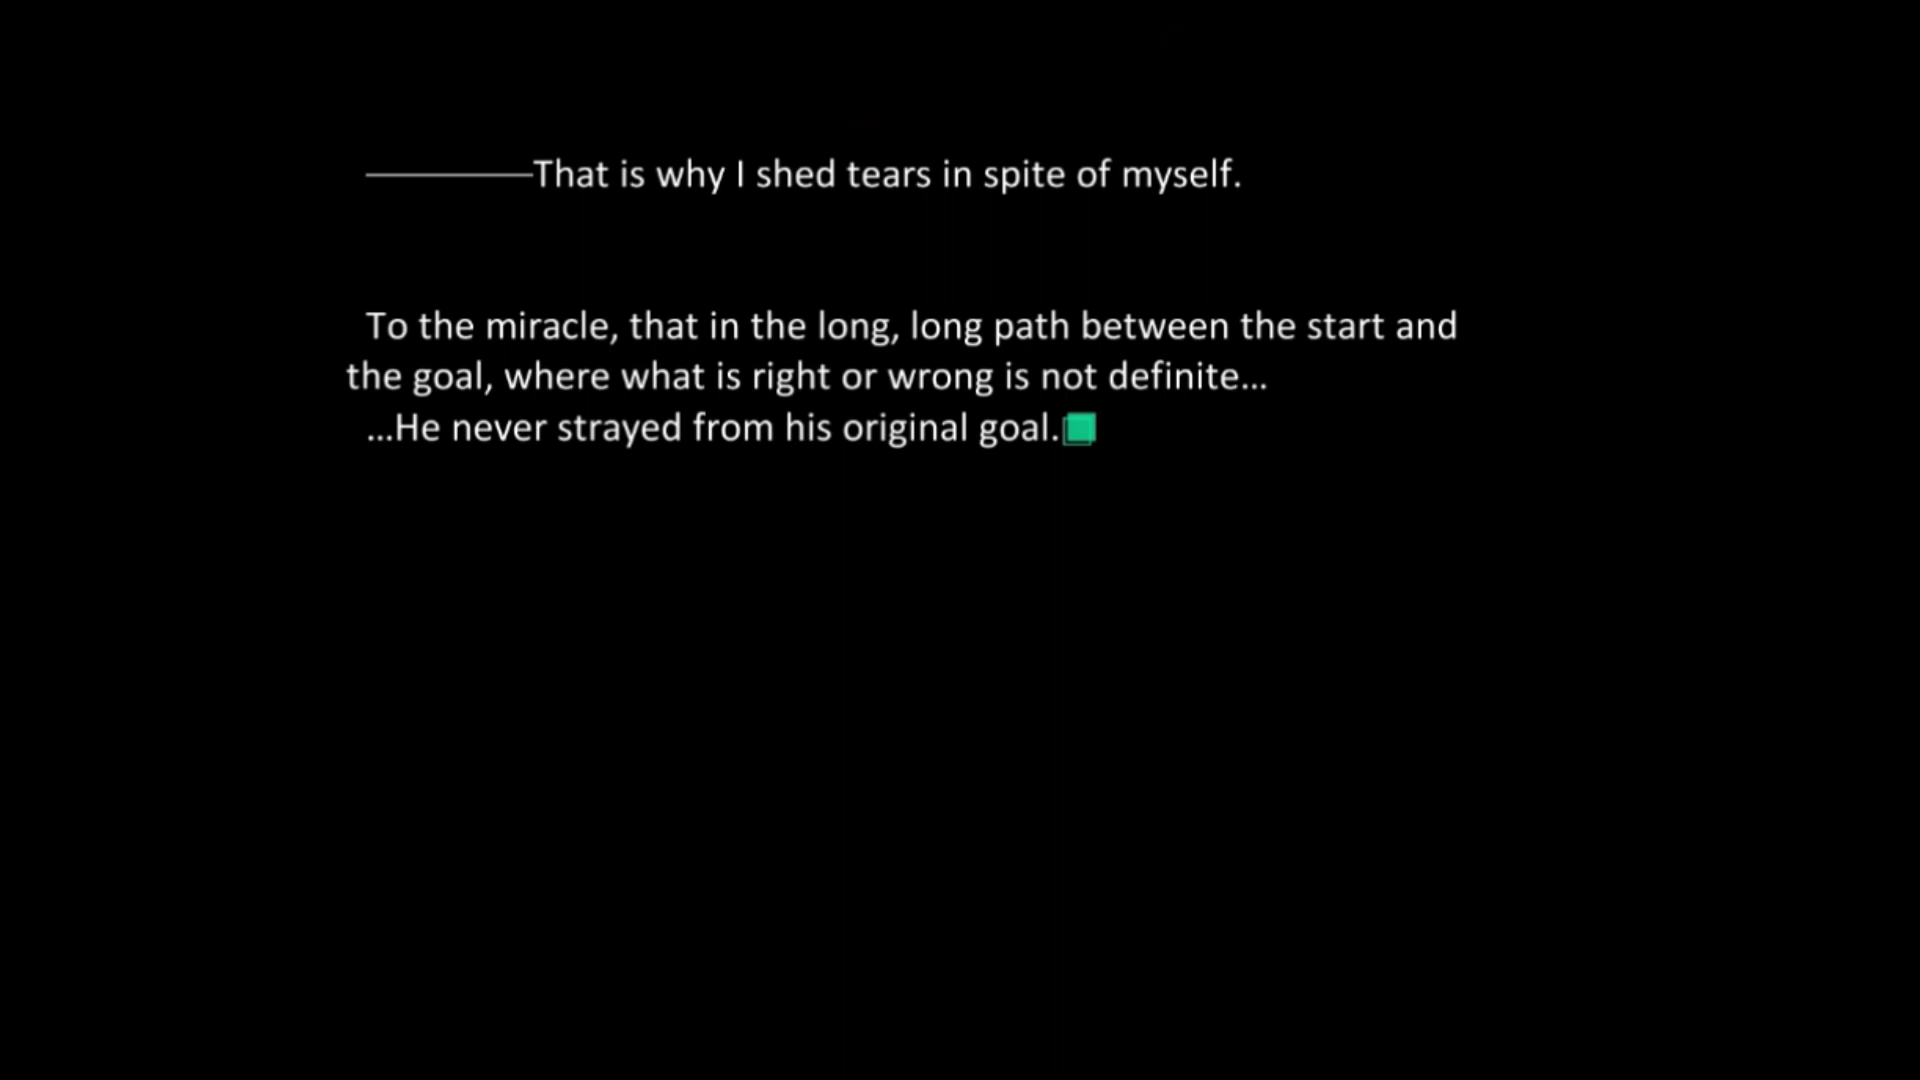 ————That is why I shed tears in spite of myself.
To the miracle, that in the long, long path between the start and
the goal, where what is right or wrong is not definite...
...He never strayed from his original goal.